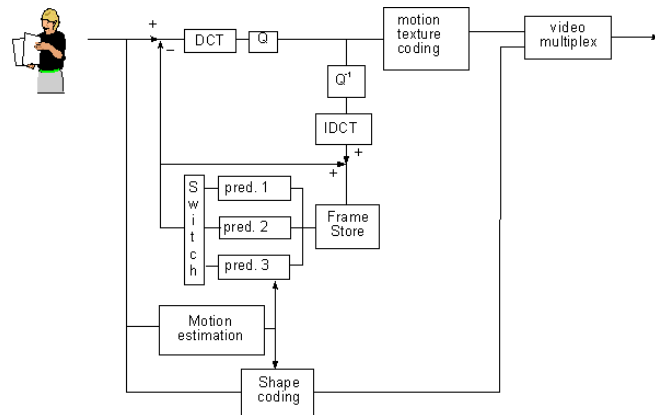 +
−
DCT
Q
motion
texture
coding
video
multiplex
Q⁻¹
IDCT
+
+
Switch
pred. 1
pred. 2
pred. 3
Frame
Store
Motion
estimation
Shape
coding